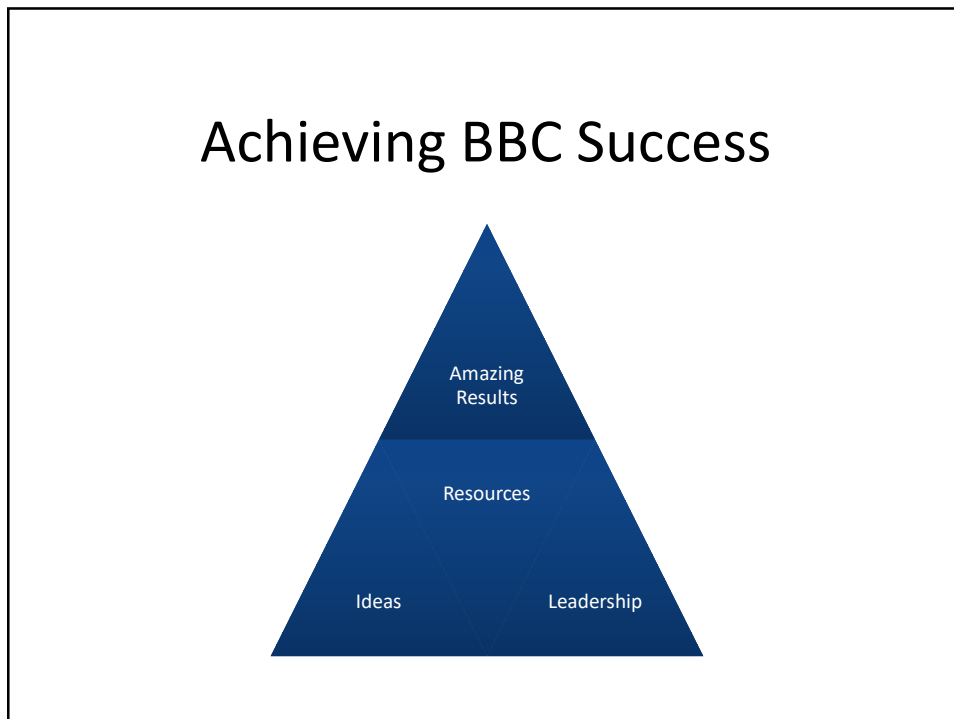 Achieving BBC Success
Amazing
Results
Resources
Ideas
Leadership